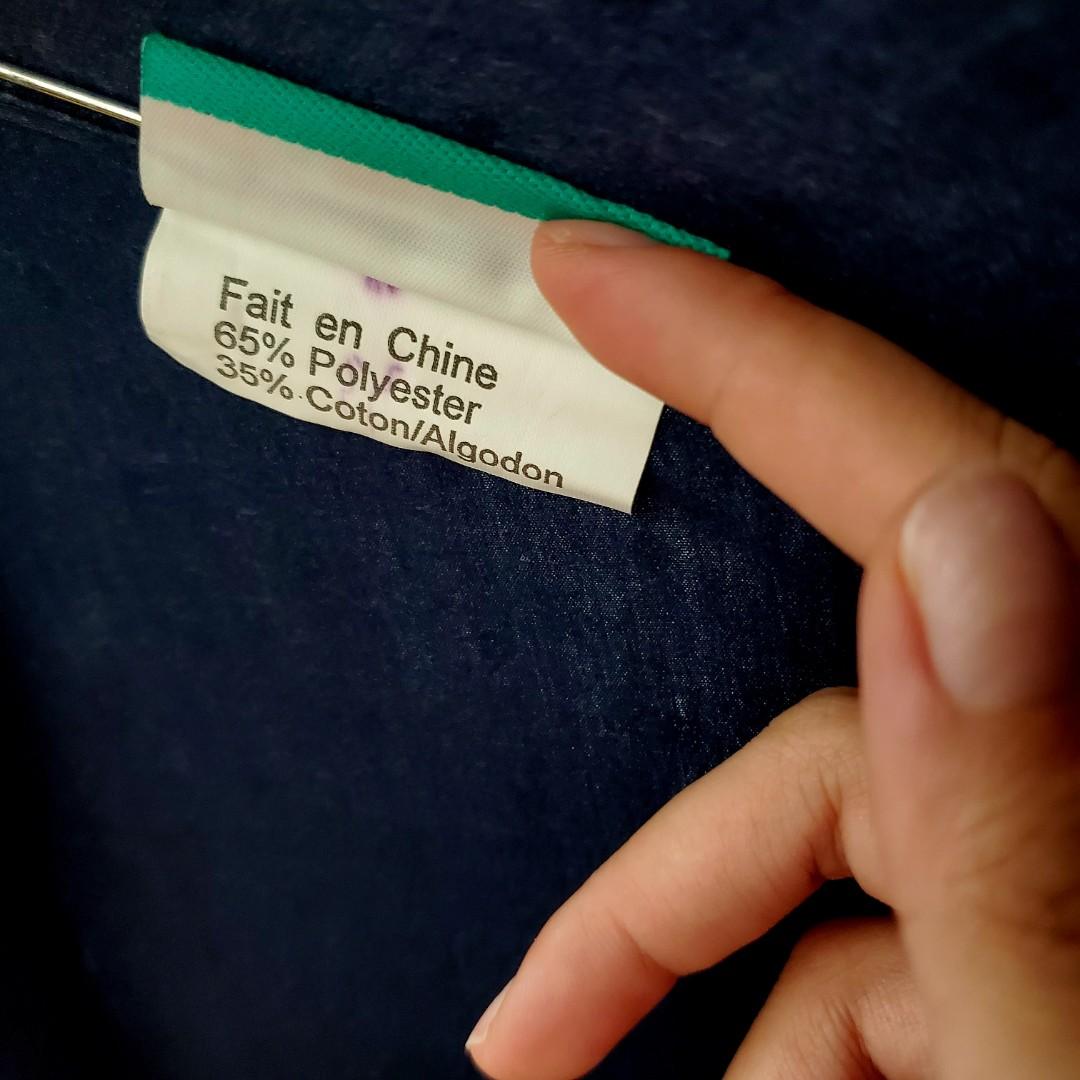 Fait en Chine
65% Polyester
35%.Coton/Algodon